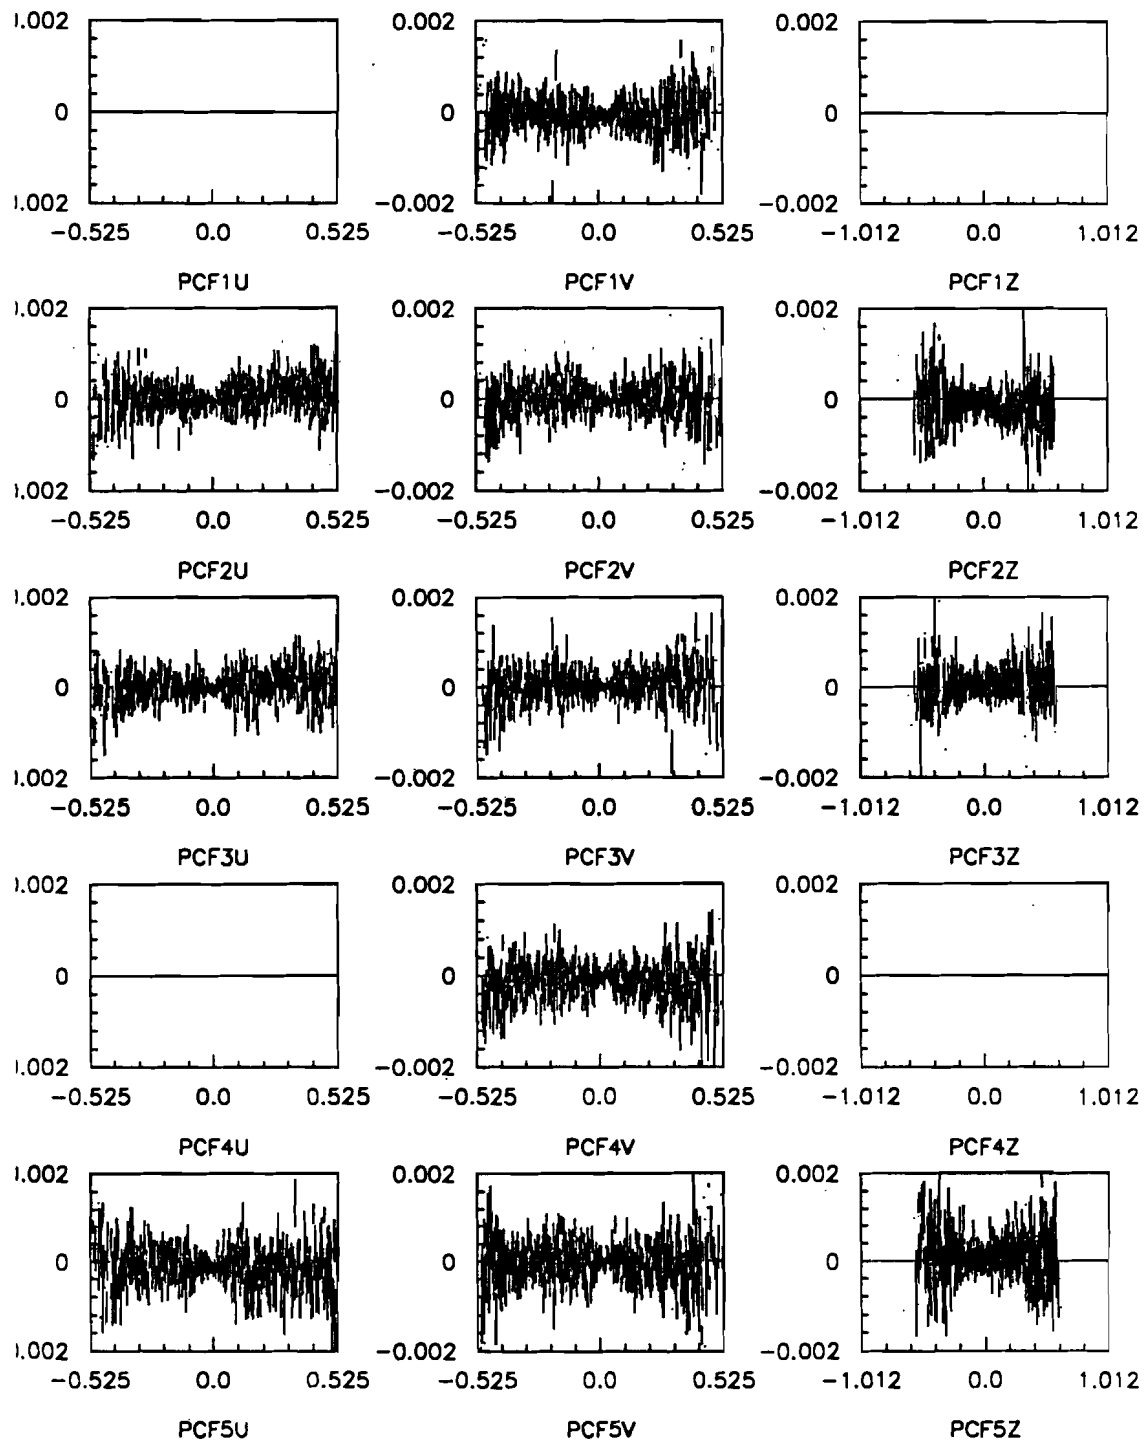 ).002 0.002 0.002
0 0 0
).002 -0.002 -0.002
-0.525 0.0 0.525 -0.525 0.0 0.525 -1.012 0.0 1.012
PCF1U PCF1V PCF1Z
).002 0.002 0.002
0 0 0
).002 -0.002 -0.002
-0.525 0.0 0.525 -0.525 0.0 0.525 -1.012 0.0 1.012
PCF2U PCF2V PCF2Z
).002 0.002 0.002
0 0 0
).002 -0.002 -0.002
-0.525 0.0 0.525 -0.525 0.0 0.525 -1.012 0.0 1.012
PCF3U PCF3V PCF3Z
).002 0.002 0.002
0 0 0
).002 -0.002 -0.002
-0.525 0.0 0.525 -0.525 0.0 0.525 -1.012 0.0 1.012
PCF4U PCF4V PCF4Z
).002 0.002 0.002
0 0 0
).002 -0.002 -0.002
-0.525 0.0 0.525 -0.525 0.0 0.525 -1.012 0.0 1.012
PCF5U PCF5V PCF5Z